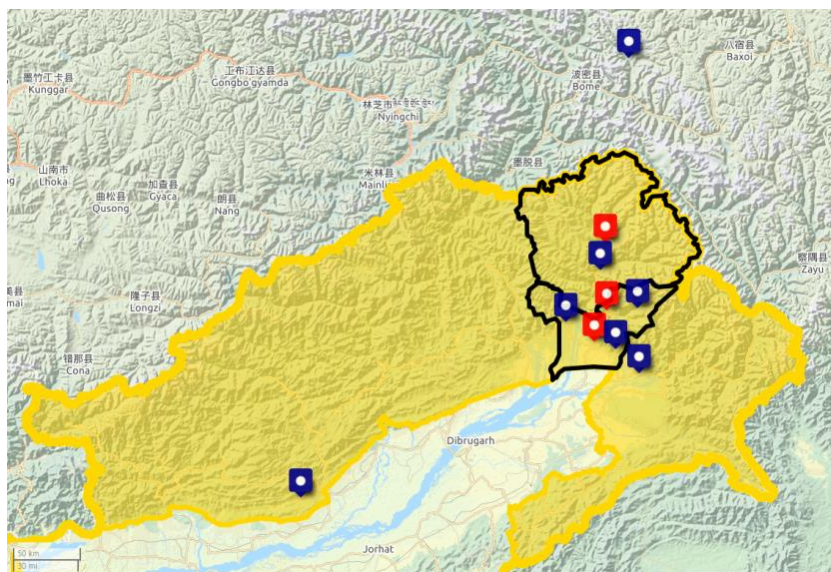 八宿县
Baxoi
墨竹工卡县
Kunggar
工布江达县
Gongbo'gyamda
波密县
Bome
林芝市
Nyingchi
山南市
Lhoka
加查县
Gyaca
曲松县
Qusong
朗县
Nang
米林县
Mainli
墨脱县
察隅县
Zayu
隆子县
Longzi
错那县
Cona
Dibrugarh
Jorhat
50 km
30 mi